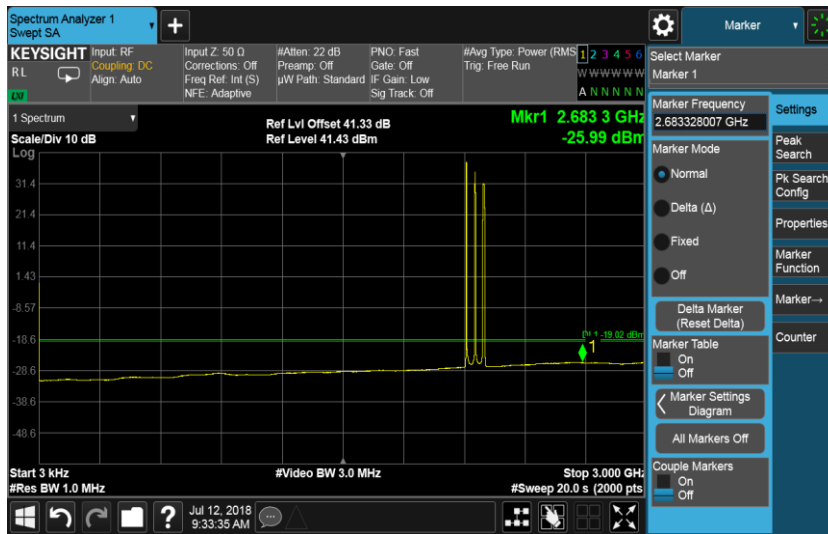 Spectrum Analyzer 1
Swept SA
+
Marker
KEYSIGHT
RL
LXI
Input: RF
Coupling: DC
Align: Auto
Input Z: 50 Ω
Corrections: Off
Freq Ref: Int (S)
NFE: Adaptive
#Atten: 22 dB
Preamp: Off
µW Path: Standard
PNO: Fast
Gate: Off
IF Gain: Low
Sig Track: Off
#Avg Type: Power (RMS
Trig: Free Run
1 2 3 4 5 6
W W W W W W
A N N N N N
Select Marker
Marker 1
1 Spectrum
Scale/Div 10 dB
Log
Ref Lvl Offset 41.33 dB
Ref Level 41.43 dBm
Mkr1 2.683 3 GHz
-25.99 dBm
31.4
21.4
11.4
1.43
-8.57
-18.6
-28.6
-38.6
-48.6
DL1 -19.02 dBm
1
Start 3 kHz
#Res BW 1.0 MHz
#Video BW 3.0 MHz
Stop 3.000 GHz
#Sweep 20.0 s (2000 pts
Marker Frequency
2.683328007 GHz
Marker Mode
Normal
Delta (Δ)
Fixed
Off
Delta Marker
(Reset Delta)
Marker Table
On
Off
Marker Settings
Diagram
All Markers Off
Couple Markers
On
Off
Settings
Peak
Search
Pk Search
Config
Properties
Marker
Function
Marker→
Counter
?
Jul 12, 2018
9:33:35 AM